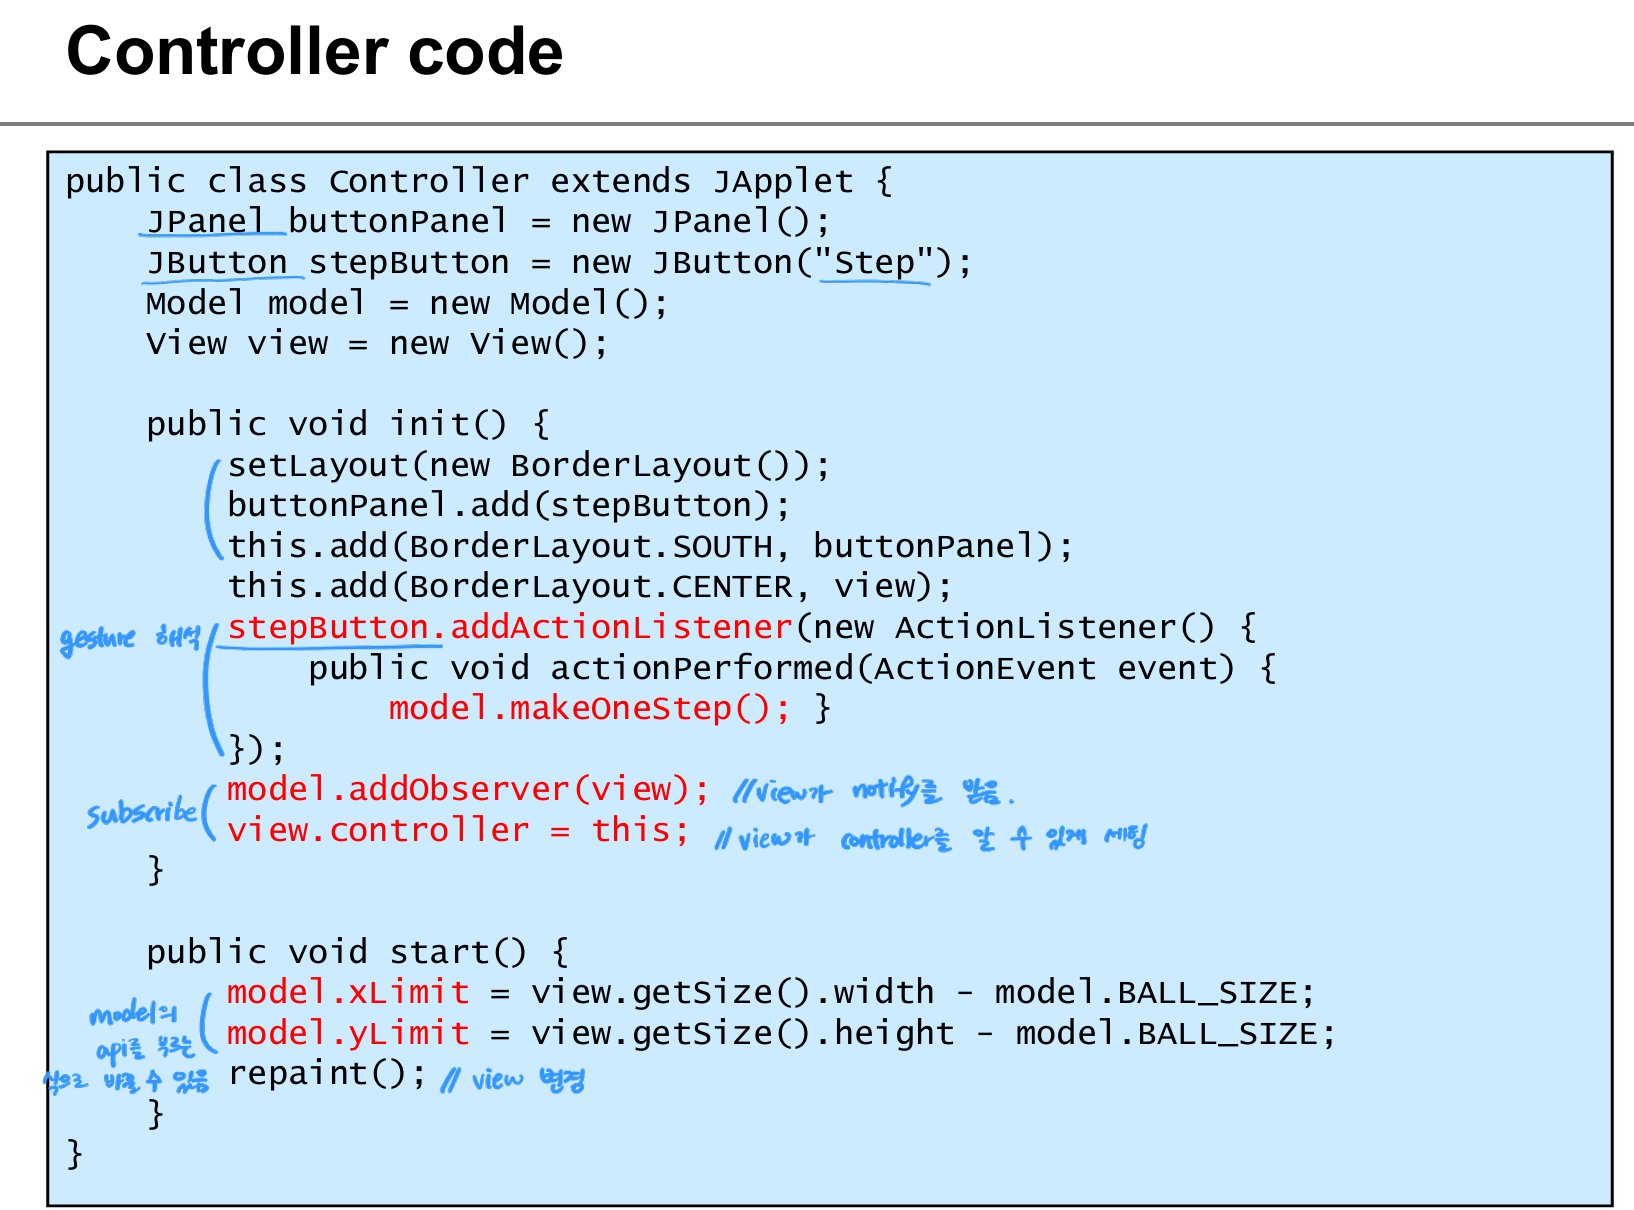 Controller code
public class Controller extends JApplet {
JPanel buttonPanel = new JPanel();
JButton stepButton = new JButton("Step");
Model model = new Model();
View view = new View();
public void init() {
setLayout(new BorderLayout());
buttonPanel.add(stepButton);
this.add(BorderLayout.SOUTH, buttonPanel);
this.add(BorderLayout.CENTER, view);
gesture 해석 stepButton.addActionListener(new ActionListener() {
public void actionPerformed(ActionEvent event) {
model.makeOneStep(); }
});
model.addObserver(view); //view가 notify를 받음.
subscribe
view.controller = this; // view가 controller를 알 수 있게 세팅
}
public void start() {
model.xLimit = view.getSize().width - model.BALL_SIZE;
model의
model.yLimit = view.getSize().height - model.BALL_SIZE;
api를 부르는
식으로 바꿀 수 있음 repaint(); // view 변경
}
}